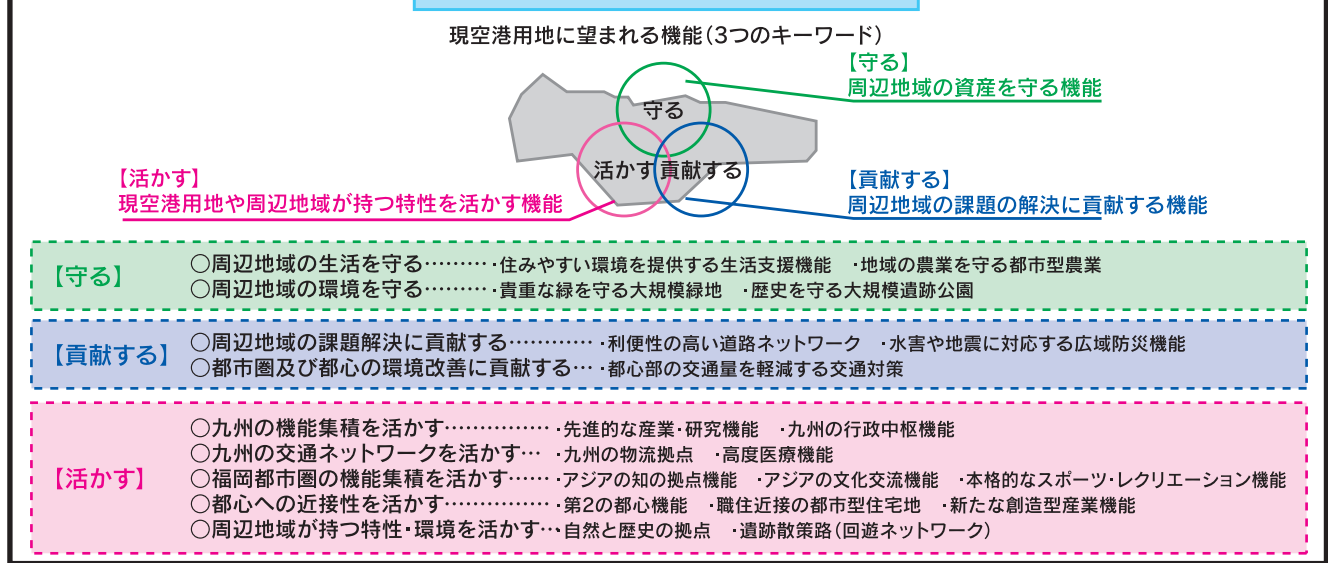 現空港用地に望まれる機能(3つのキーワード)
【守る】
周辺地域の資産を守る機能
守る
活かす 貢献する
【活かす】
現空港用地や周辺地域が持つ特性を活かす機能
【貢献する】
周辺地域の課題の解決に貢献する機能
【守る】
○周辺地域の生活を守る………・住みやすい環境を提供する生活支援機能 ・地域の農業を守る都市型農業
○周辺地域の環境を守る………・貴重な緑を守る大規模緑地 ・歴史を守る大規模遺跡公園
【貢献する】
○周辺地域の課題解決に貢献する…………・利便性の高い道路ネットワーク ・水害や地震に対応する広域防災機能
○都市圏及び都心の環境改善に貢献する…・都心部の交通量を軽減する交通対策
【活かす】
○九州の機能集積を活かす……………・先進的な産業・研究機能 ・九州の行政中枢機能
○九州の交通ネットワークを活かす…・九州の物流拠点 ・高度医療機能
○福岡都市圏の機能集積を活かす……・アジアの知の拠点機能 ・アジアの文化交流機能 ・本格的なスポーツ・レクリエーション機能
○都心への近接性を活かす……………・第2の都心機能 ・職住近接の都市型住宅地 ・新たな創造型産業機能
○周辺地域が持つ特性・環境を活かす…・自然と歴史の拠点 ・遺跡散策路(回遊ネットワーク)